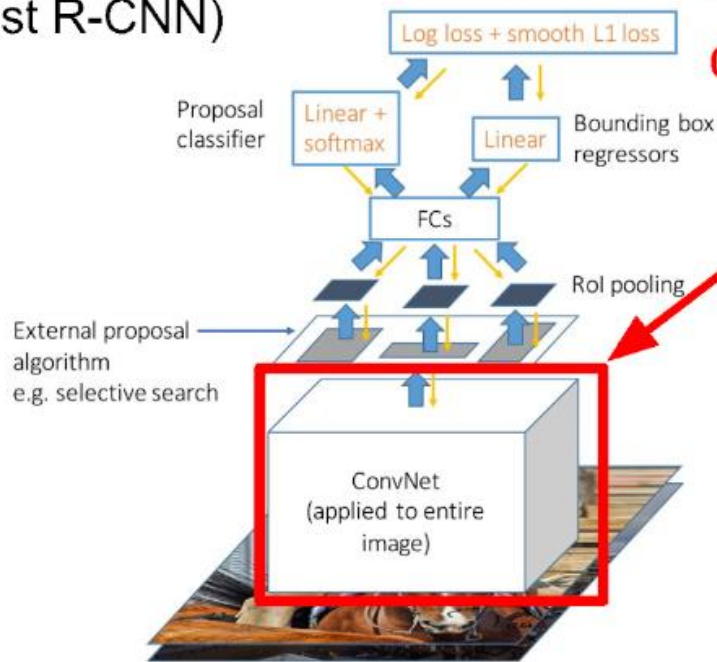 st R-CNN)
Log loss + smooth L1 loss
Proposal
classifier
Linear +
softmax
Linear
Bounding box
regressors
FCs
RoI pooling
External proposal
algorithm
e.g. selective search
ConvNet
(applied to entire
image)